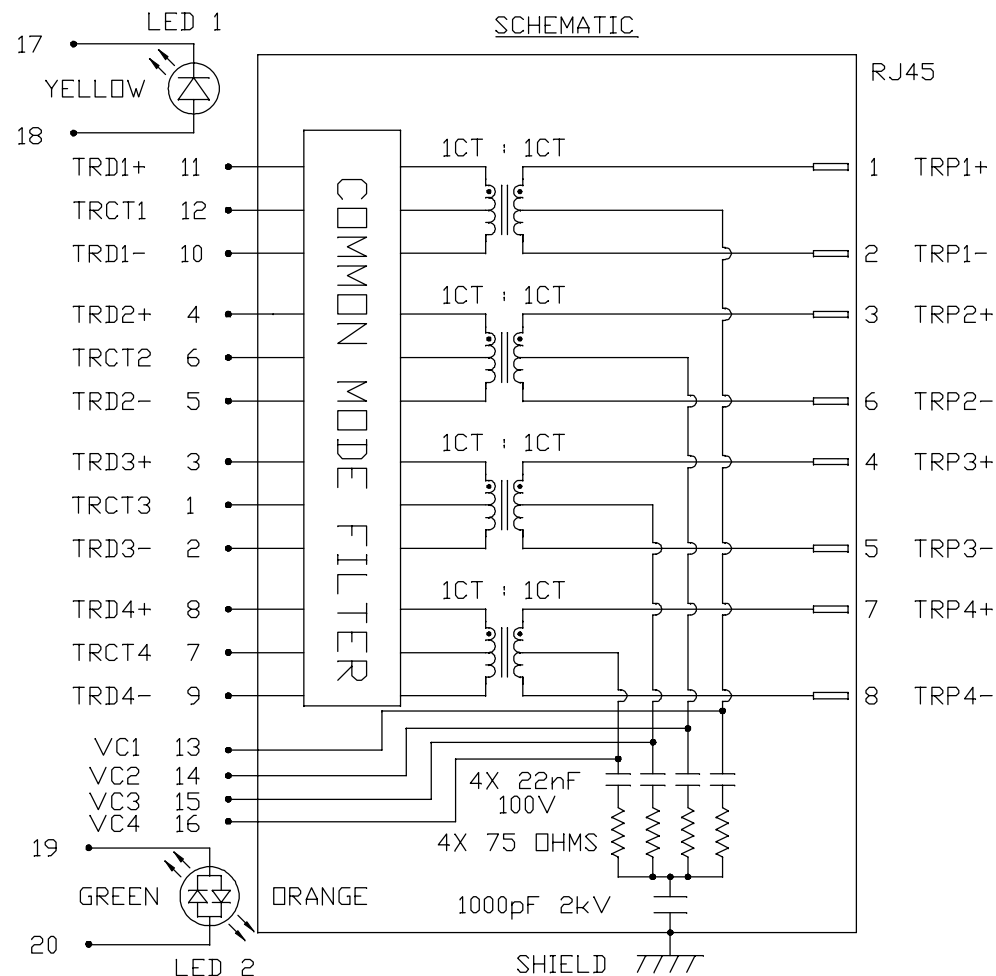 LED 1
SCHEMATIC
17
YELLOW
18
RJ45
1CT : 1CT
TRD1+ 11
1 TRP1+
TRCT1 12
TRD1- 10
2 TRP1-
1CT : 1CT
TRD2+ 4
3 TRP2+
TRCT2 6
TRD2- 5
6 TRP2-
1CT : 1CT
TRD3+ 3
4 TRP3+
TRCT3 1
TRD3- 2
5 TRP3-
1CT : 1CT
TRD4+ 8
7 TRP4+
TRCT4 7
TRD4- 9
8 TRP4-
COMMON MODE FILTER
VC1 13
VC2 14
VC3 15
VC4 16
4X 22nF
100V
4X 75 OHMS
19
GREEN
ORANGE
1000pF 2kV
20
LED 2
SHIELD